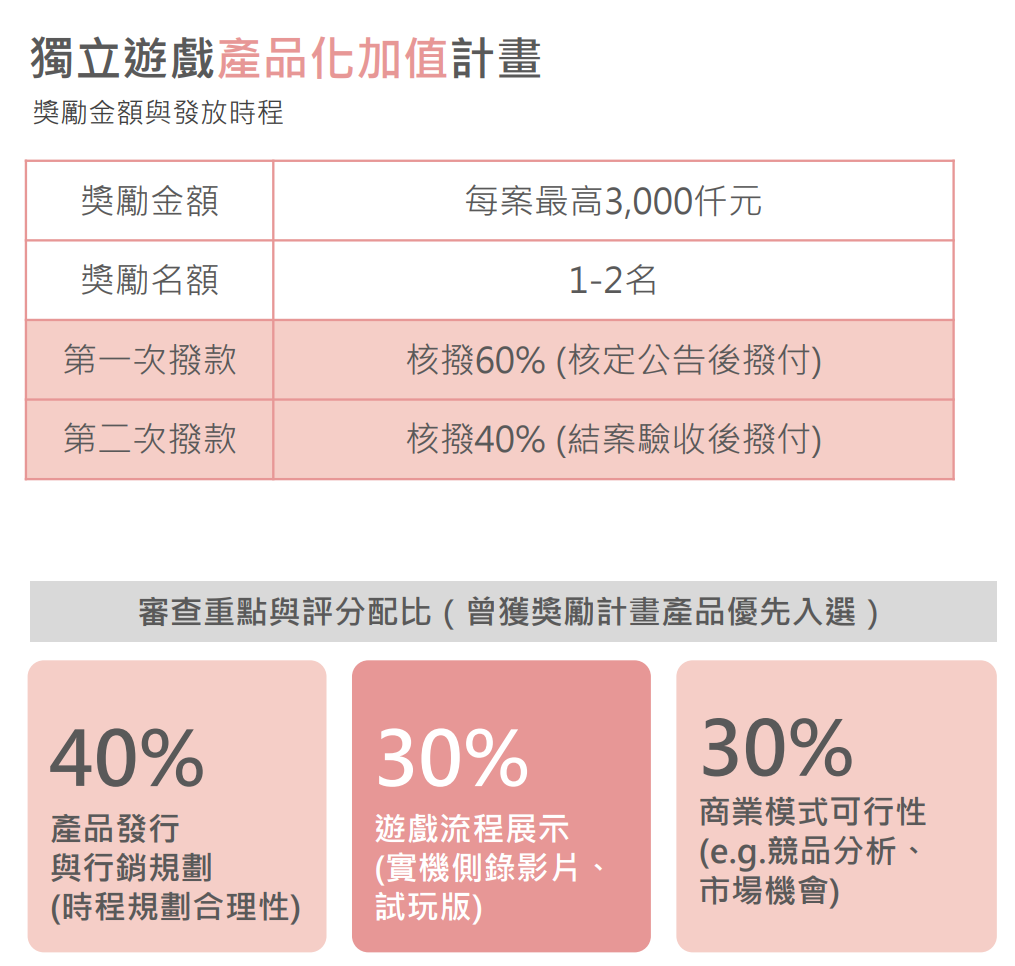 獨立遊戲產品化加值計畫
獎勵金額與發放時程
獎勵金額
每案最高3,000仟元
獎勵名額
1-2名
第一次撥款
核撥60% (核定公告後撥付)
第二次撥款
核撥40% (結案驗收後撥付)
審查重點與評分配比 ( 曾獲獎勵計畫產品優先入選 )
40%
產品發行
與行銷規劃
(時程規劃合理性)
30%
遊戲流程展示
(實機側錄影片、
試玩版)
30%
商業模式可行性
(e.g.競品分析、
市場機會)